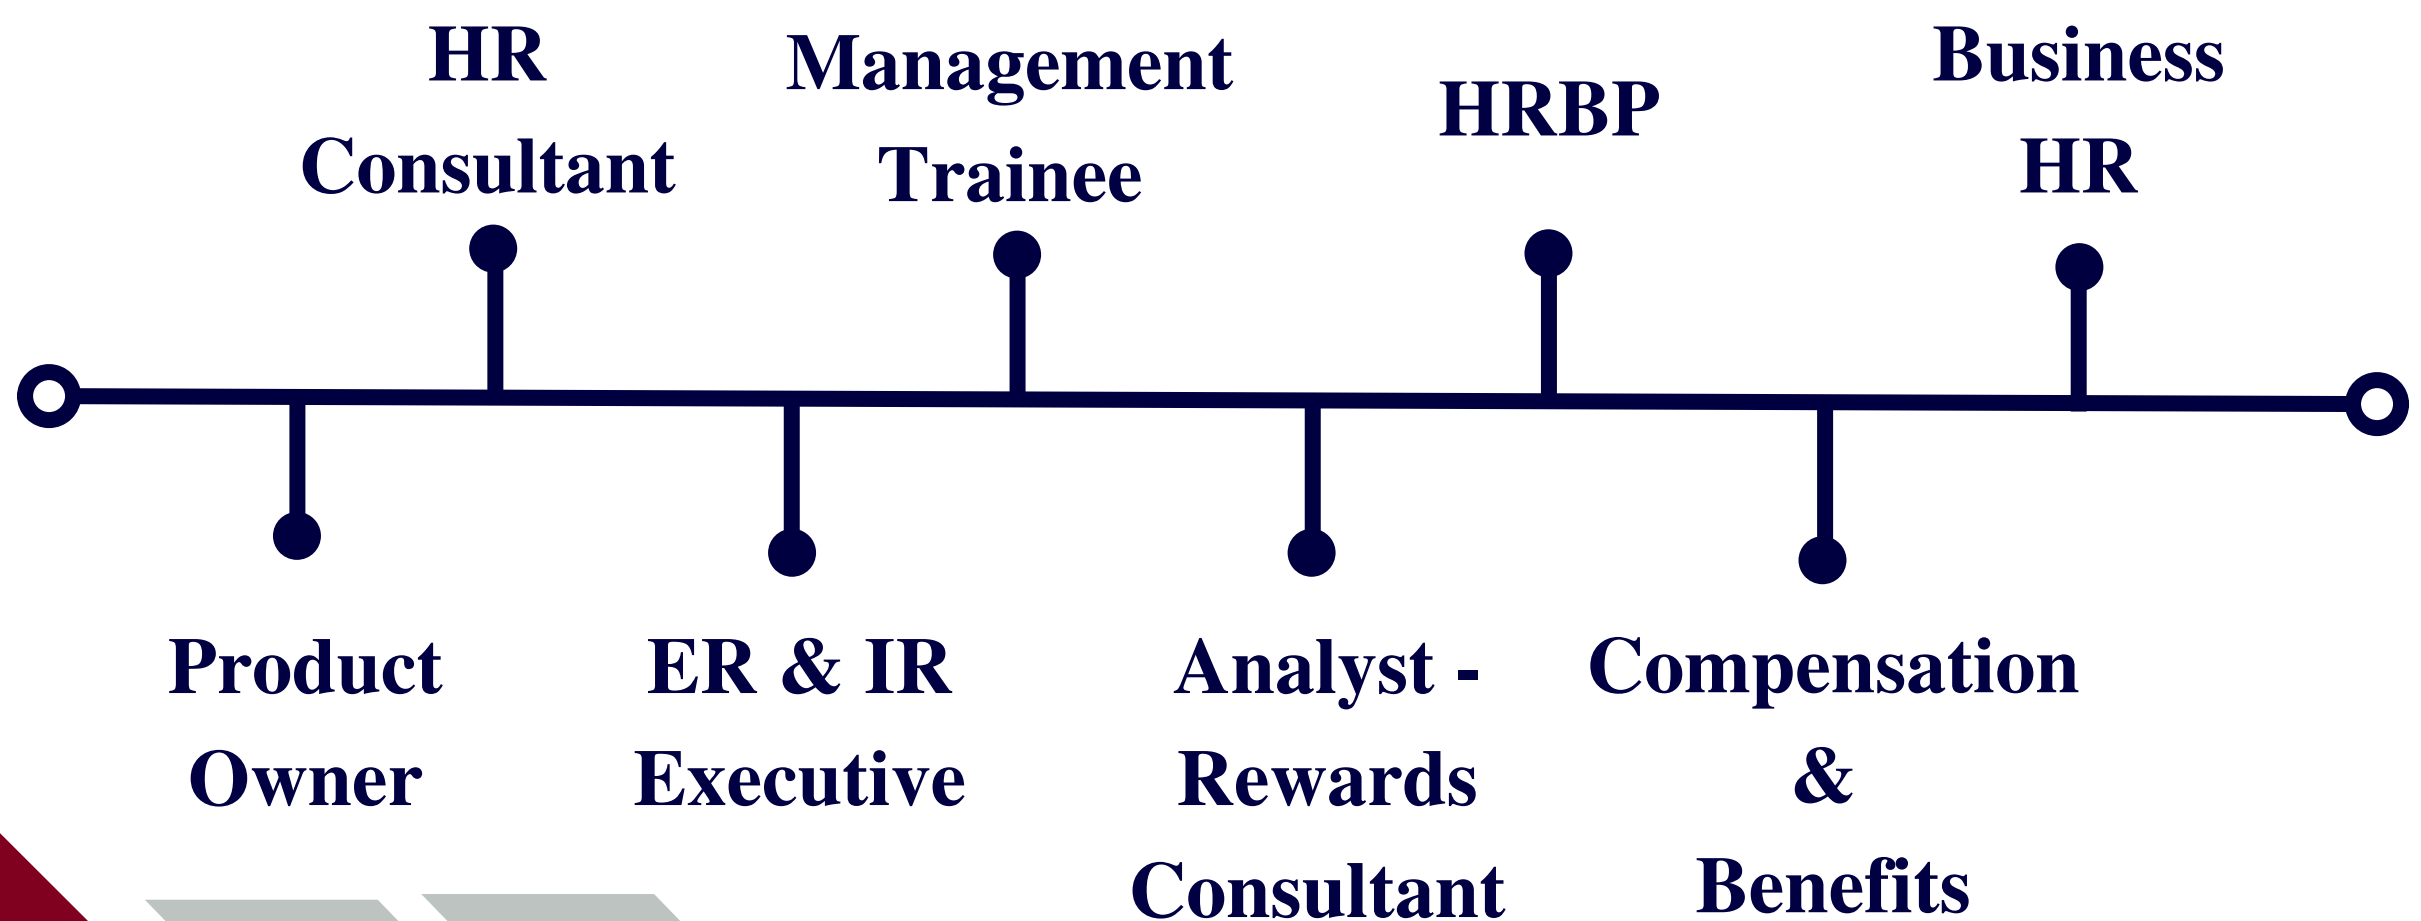 HR
Consultant
Management
Trainee
HRBP
Business
HR
Product
Owner
ER & IR
Executive
Analyst -
Rewards
Consultant
Compensation
&
Benefits